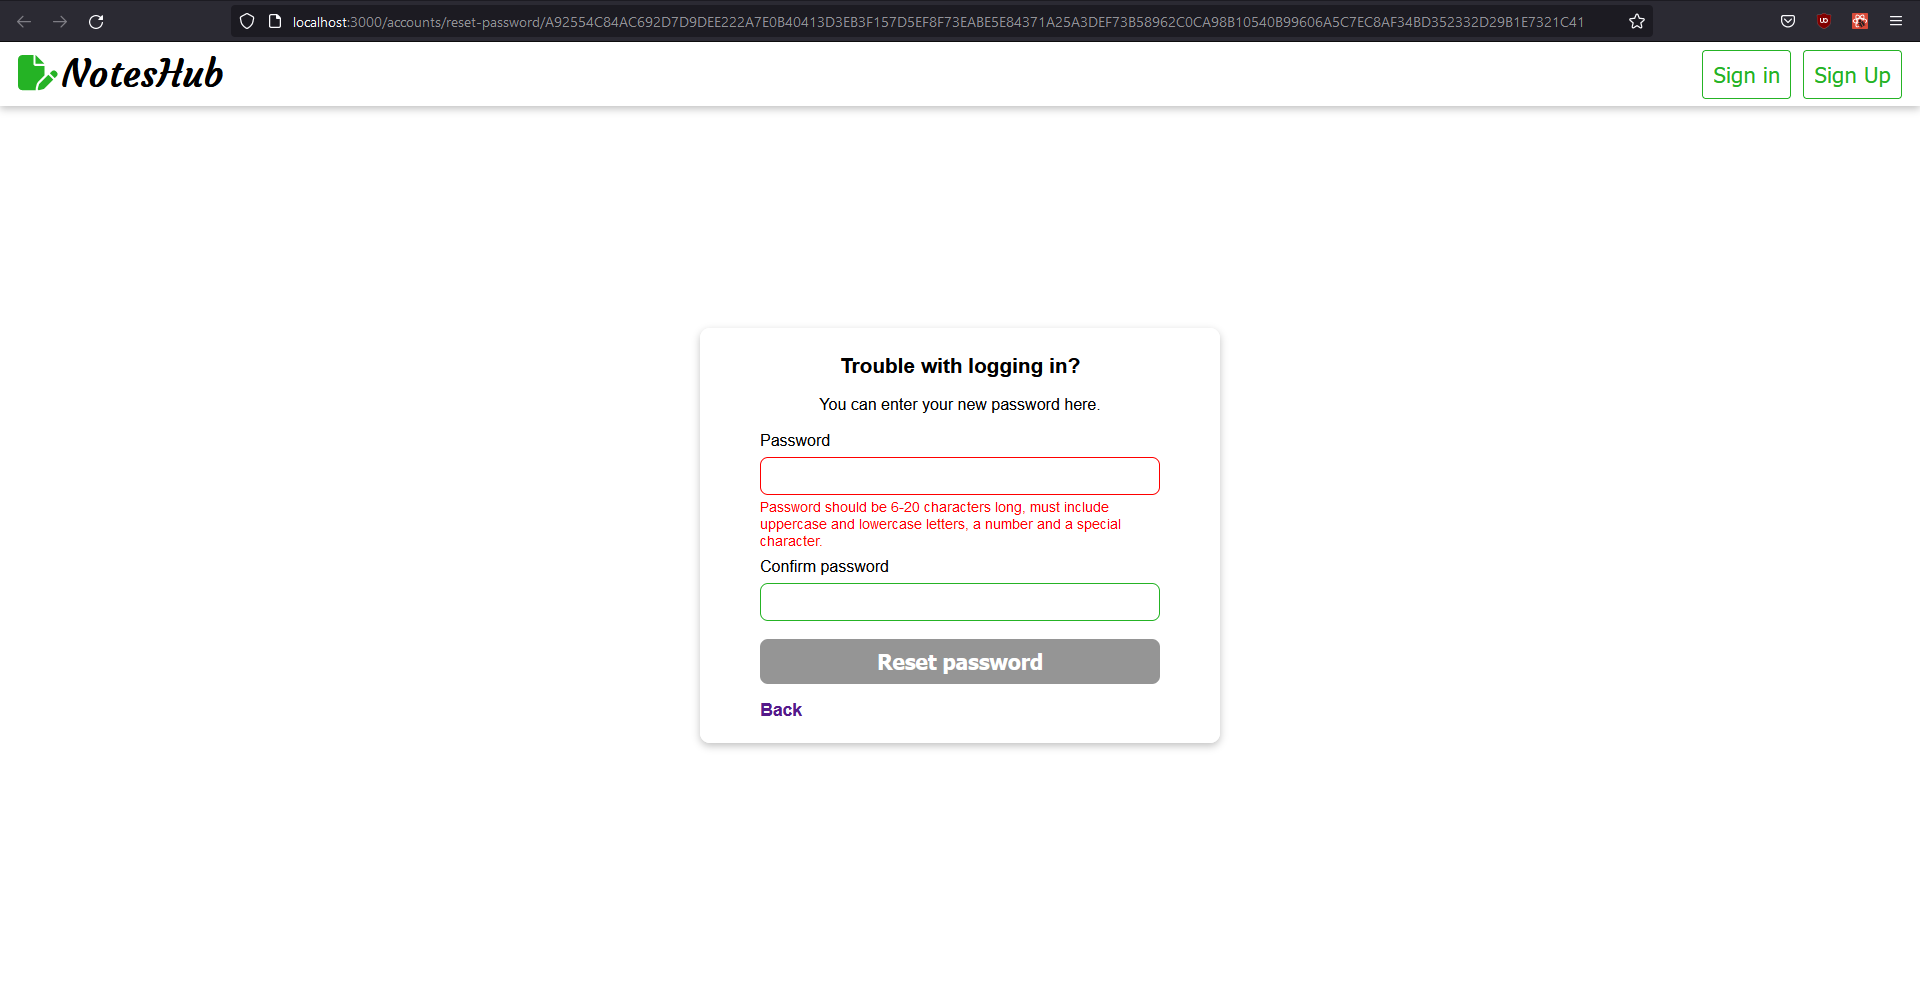 localhost:3000/accounts/reset-password/A92554C84AC692D7D9DEE222A7E0B40413D3EB3F157D5EF8F73EABE5E84371A25A3DEF73B58962C0CA98B10540B99606A5C7EC8AF34BD352332D29B1E7321C41
NotesHub
Sign in
Sign Up
Trouble with logging in?
You can enter your new password here.
Password
Password should be 6-20 characters long, must include
uppercase and lowercase letters, a number and a special
character.
Confirm password
Reset password
Back